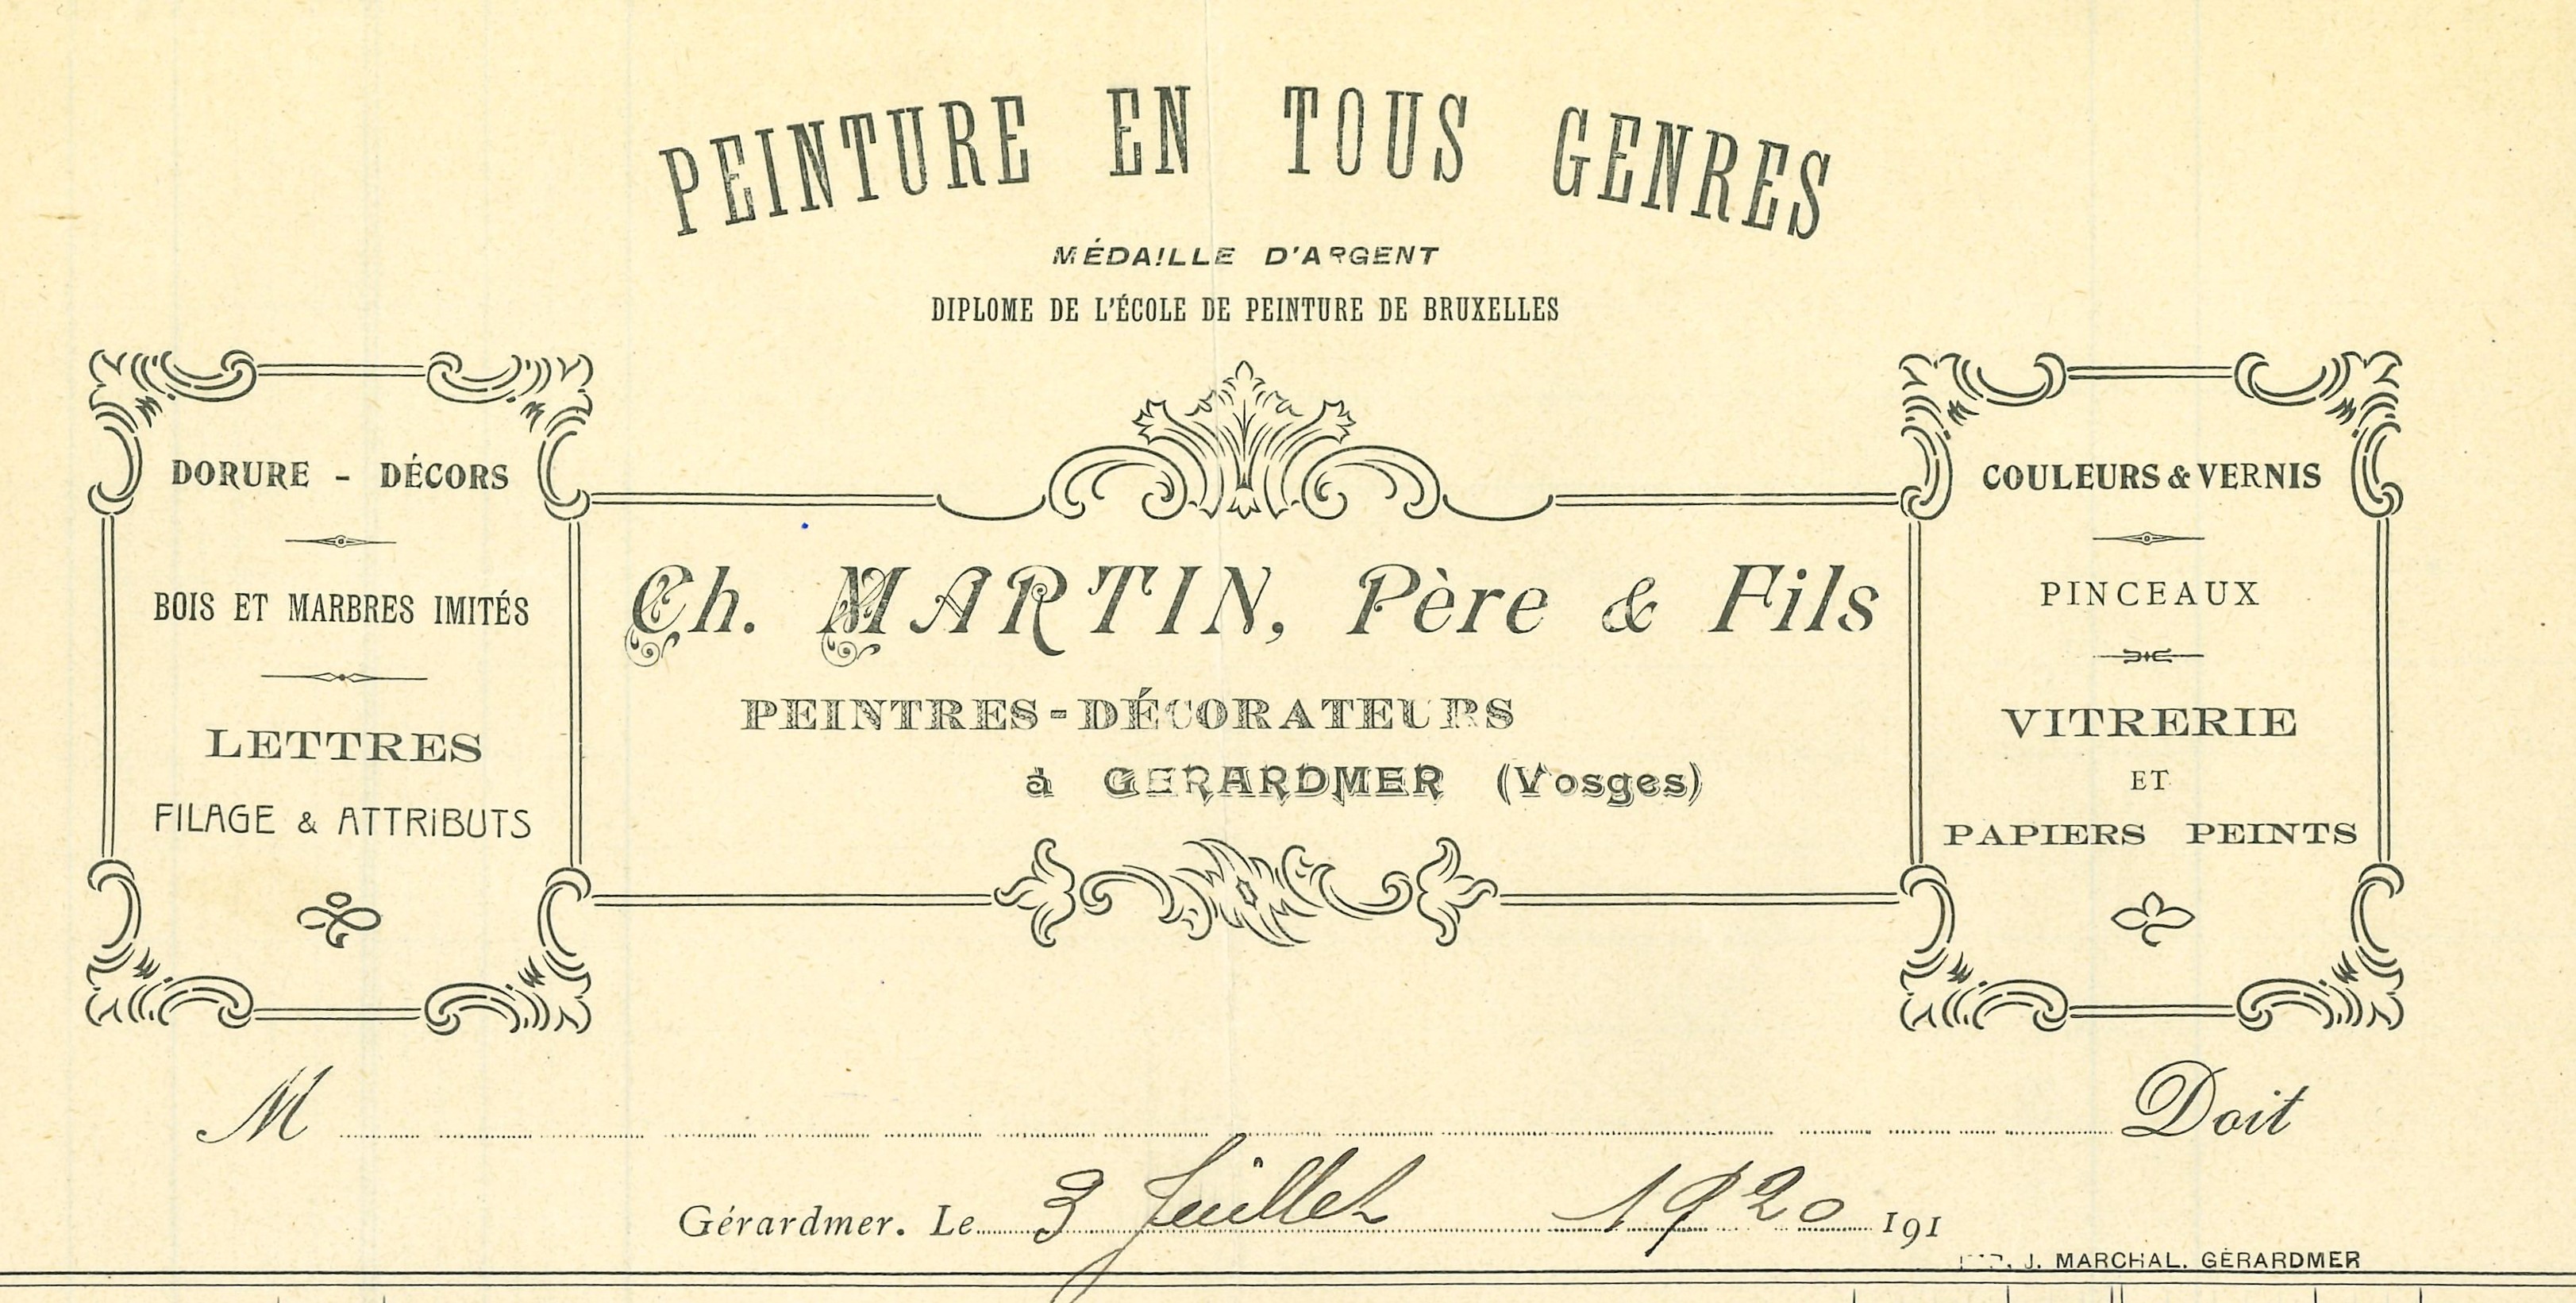 PEINTURE EN TOUS GENRES
MÉDAILLE D'ARGENT
DIPLOME DE L'ÉCOLE DE PEINTURE DE BRUXELLES
DORURE - DÉCORS
BOIS ET MARBRES IMITÉS
LETTRES
FILAGE & ATTRIBUTS
Ch. MARTIN, Père & Fils
PEINTRES-DÉCORATEURS
à GERARDMER (Vosges)
COULEURS & VERNIS
PINCEAUX
VITRERIE
ET
PAPIERS PEINTS
M Doit
Gérardmer. Le 3 Juillet 1920 191
J. MARCHAL. GÉRARDMER